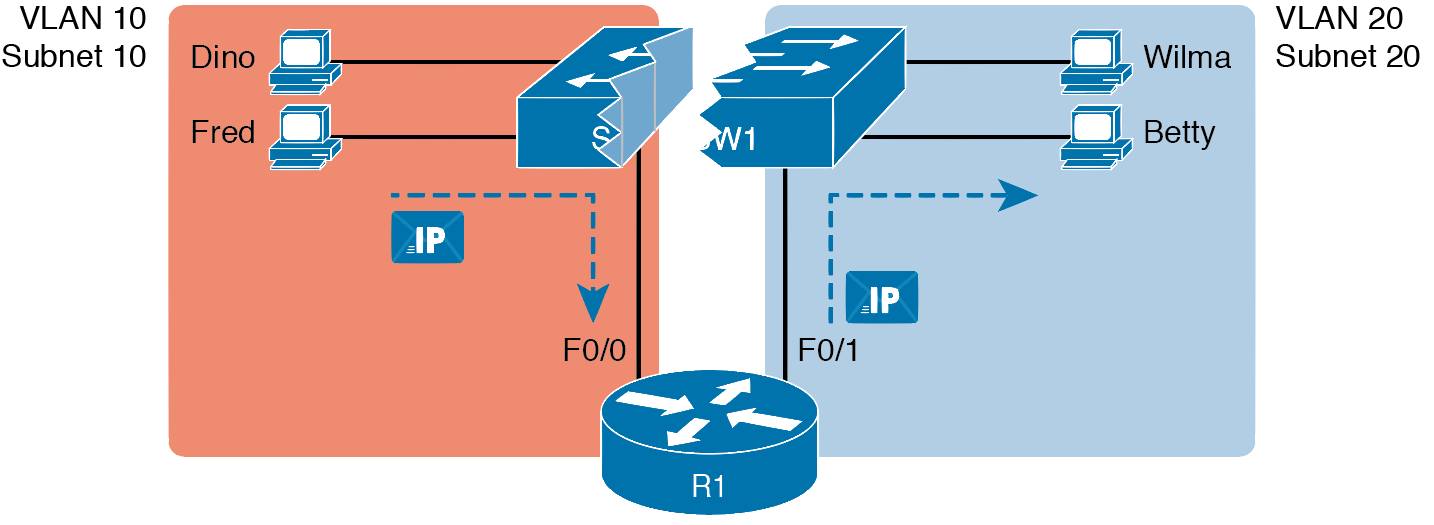 VLAN 10
Subnet 10
Dino
Fred
S
SW1
VLAN 20
Subnet 20
Wilma
Betty
IP
IP
F0/0
F0/1
R1